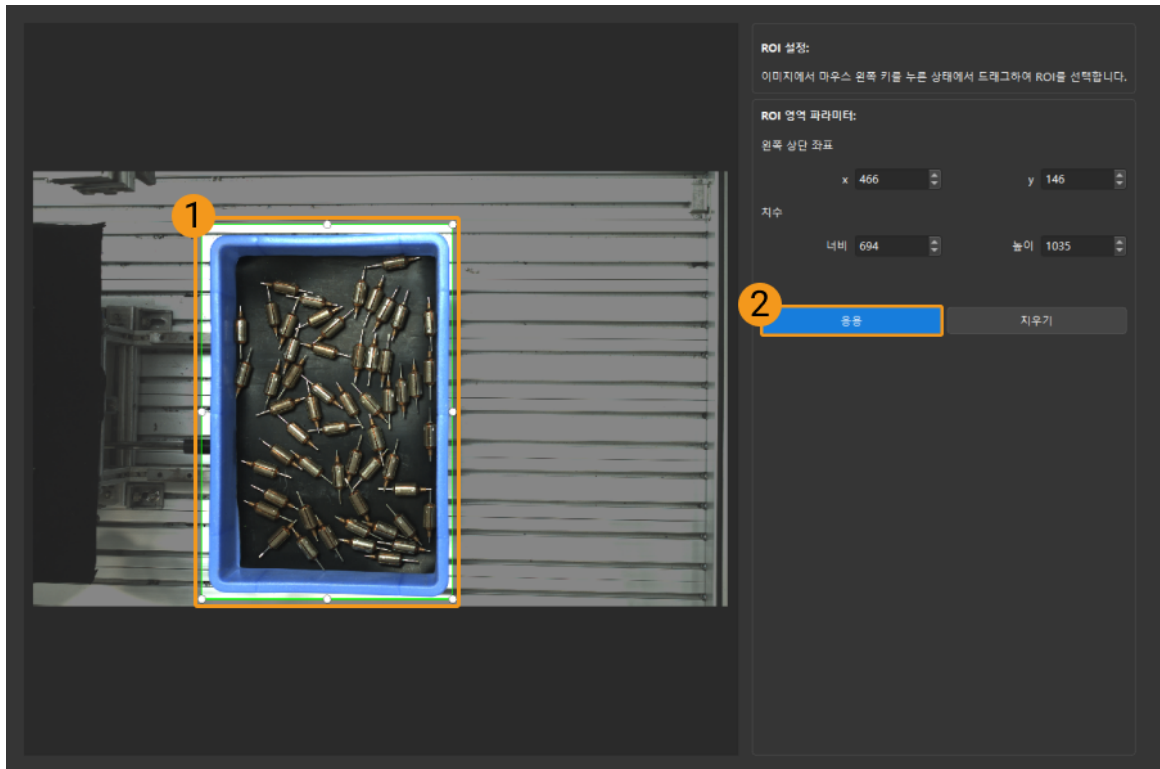 ROI 설정:
이미지에서 마우스 왼쪽 키를 누른 상태에서 드래그하여 ROI를 선택합니다.
ROI 영역 파라미터:
왼쪽 상단 좌표
x 466 y 146
치수
너비 694 높이 1035
1
2
응용 지우기